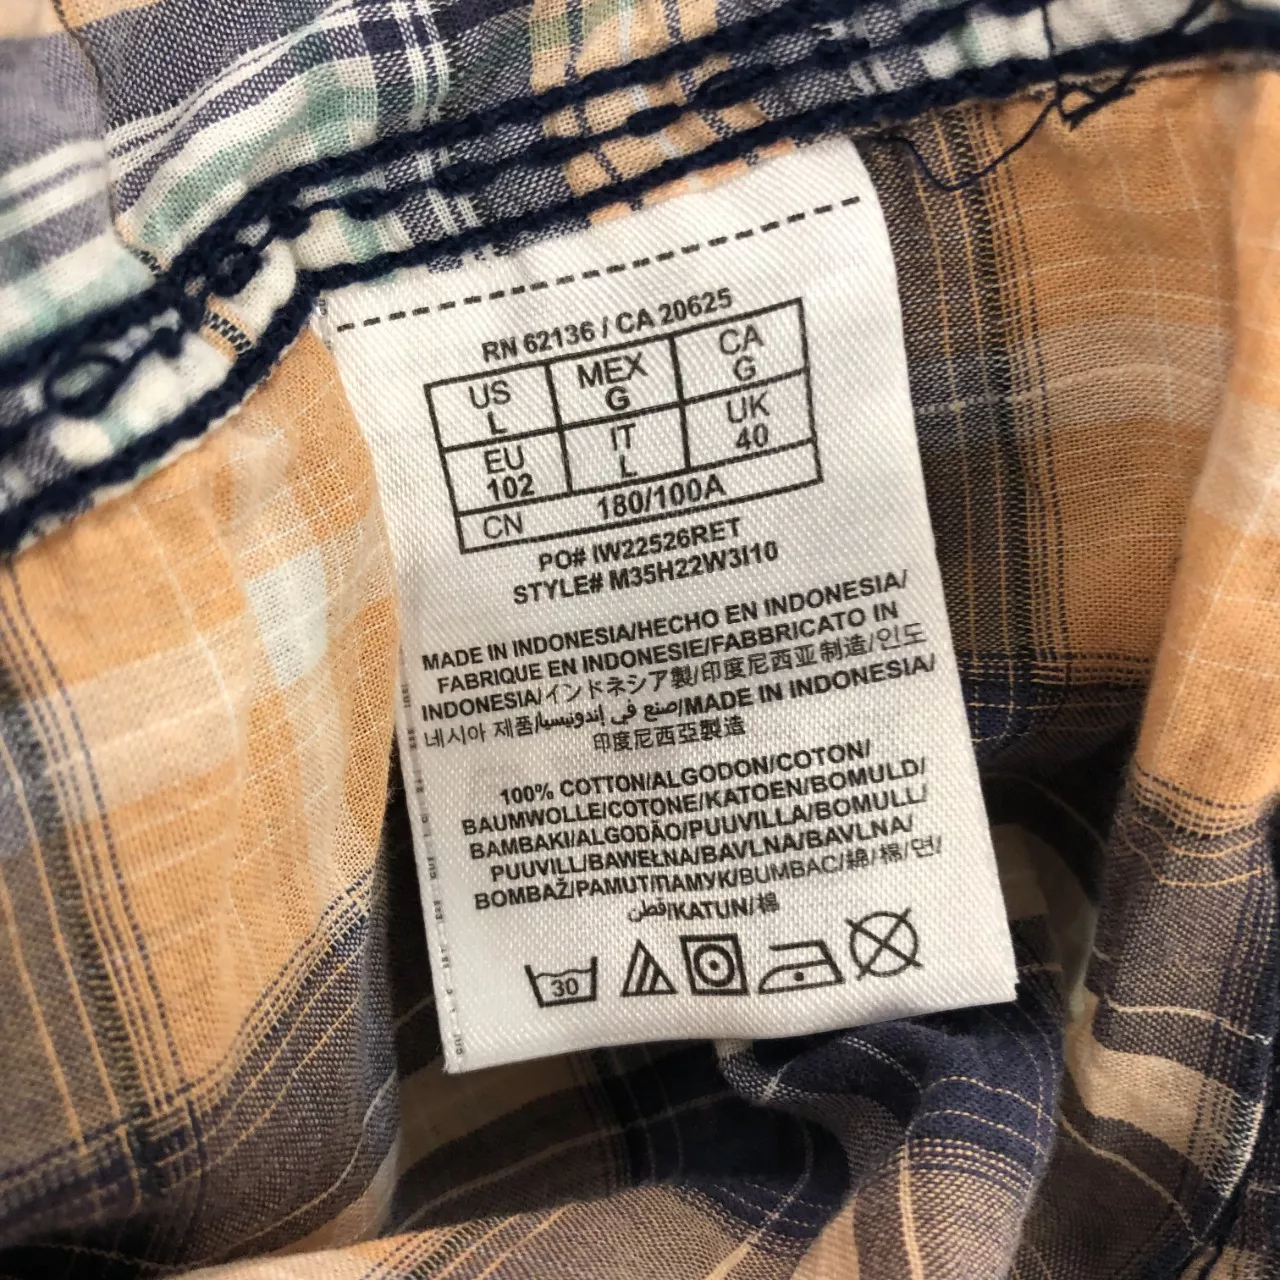 RN 62136 / CA 20625
US MEX CA
L G G
EU IT UK
102 L 40
CN 180/100A
PO# IW22526RET
STYLE# M35H22W3I10
MADE IN INDONESIA/HECHO EN INDONESIA/
FABRIQUE EN INDONESIE/FABBRICATO IN
INDONESIA/インドネシア製/印度尼西亚制造/인도
네시아 제품/صنع في إندونيسيا/MADE IN INDONESIA/
印度尼西亞製造
100% COTTON/ALGODON/COTON/
BAUMWOLLE/COTONE/KATOEN/BOMULD/
BAMBAKI/ALGODÃO/PUUVILLA/BOMULL/
PUUVILL/BAWEŁNA/BAVLNA/BAVLNA/
BOMBAŽ/PAMUT/ПАМУК/BUMBAC/綿/棉/면/
قطن/KATUN/棉
30